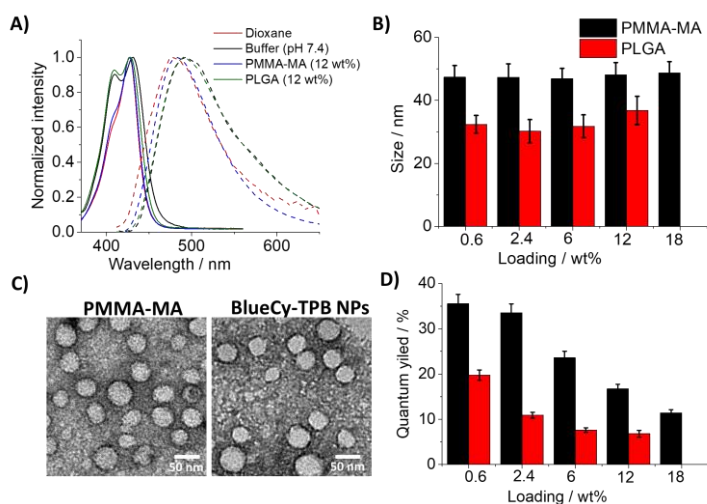 A)
Dioxane
Buffer (pH 7.4)
PMMA-MA (12 wt%)
PLGA (12 wt%)
Normalized intensity
1.0
0.8
0.6
0.4
0.2
0.0
400 500 600
Wavelength / nm
B)
PMMA-MA
PLGA
Size / nm
60
40
20
0
0.6 2.4 6 12 18
Loading / wt%
C)
PMMA-MA BlueCy-TPB NPs
50 nm 50 nm
D)
Quantum yiled / %
40
30
20
10
0
0.6 2.4 6 12 18
Loading / wt%